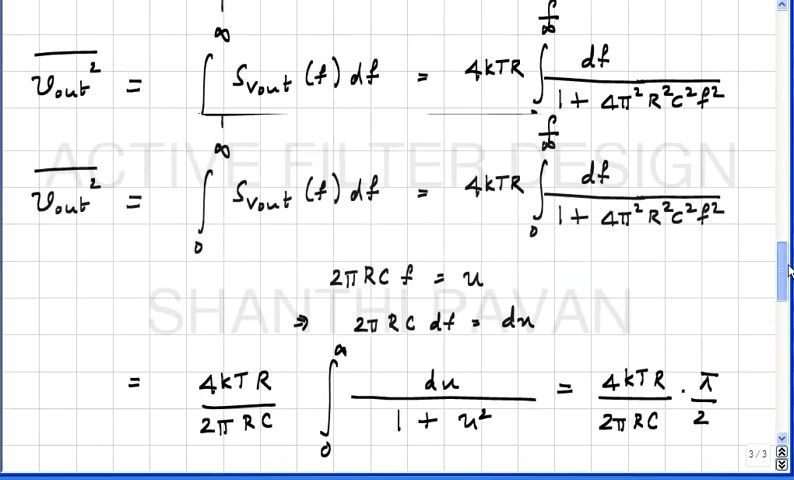 ∞ ∞
v_out² = ∫ S_vout (f) df = 4kTR ∫ df / (1 + 4π²R²C²f²)
ACTIVE FILTER DESIGN
v_out² = ∫₀^∞ S_vout (f) df = 4kTR ∫₀^∞ df / (1 + 4π²R²C²f²)
2πRC f = u
SHANTHI PAVAN
⇒ 2πRC df = du
= 4kTR / 2πRC ∫₀ du / (1 + u²) = 4kTR / 2πRC · π / 2
3/3